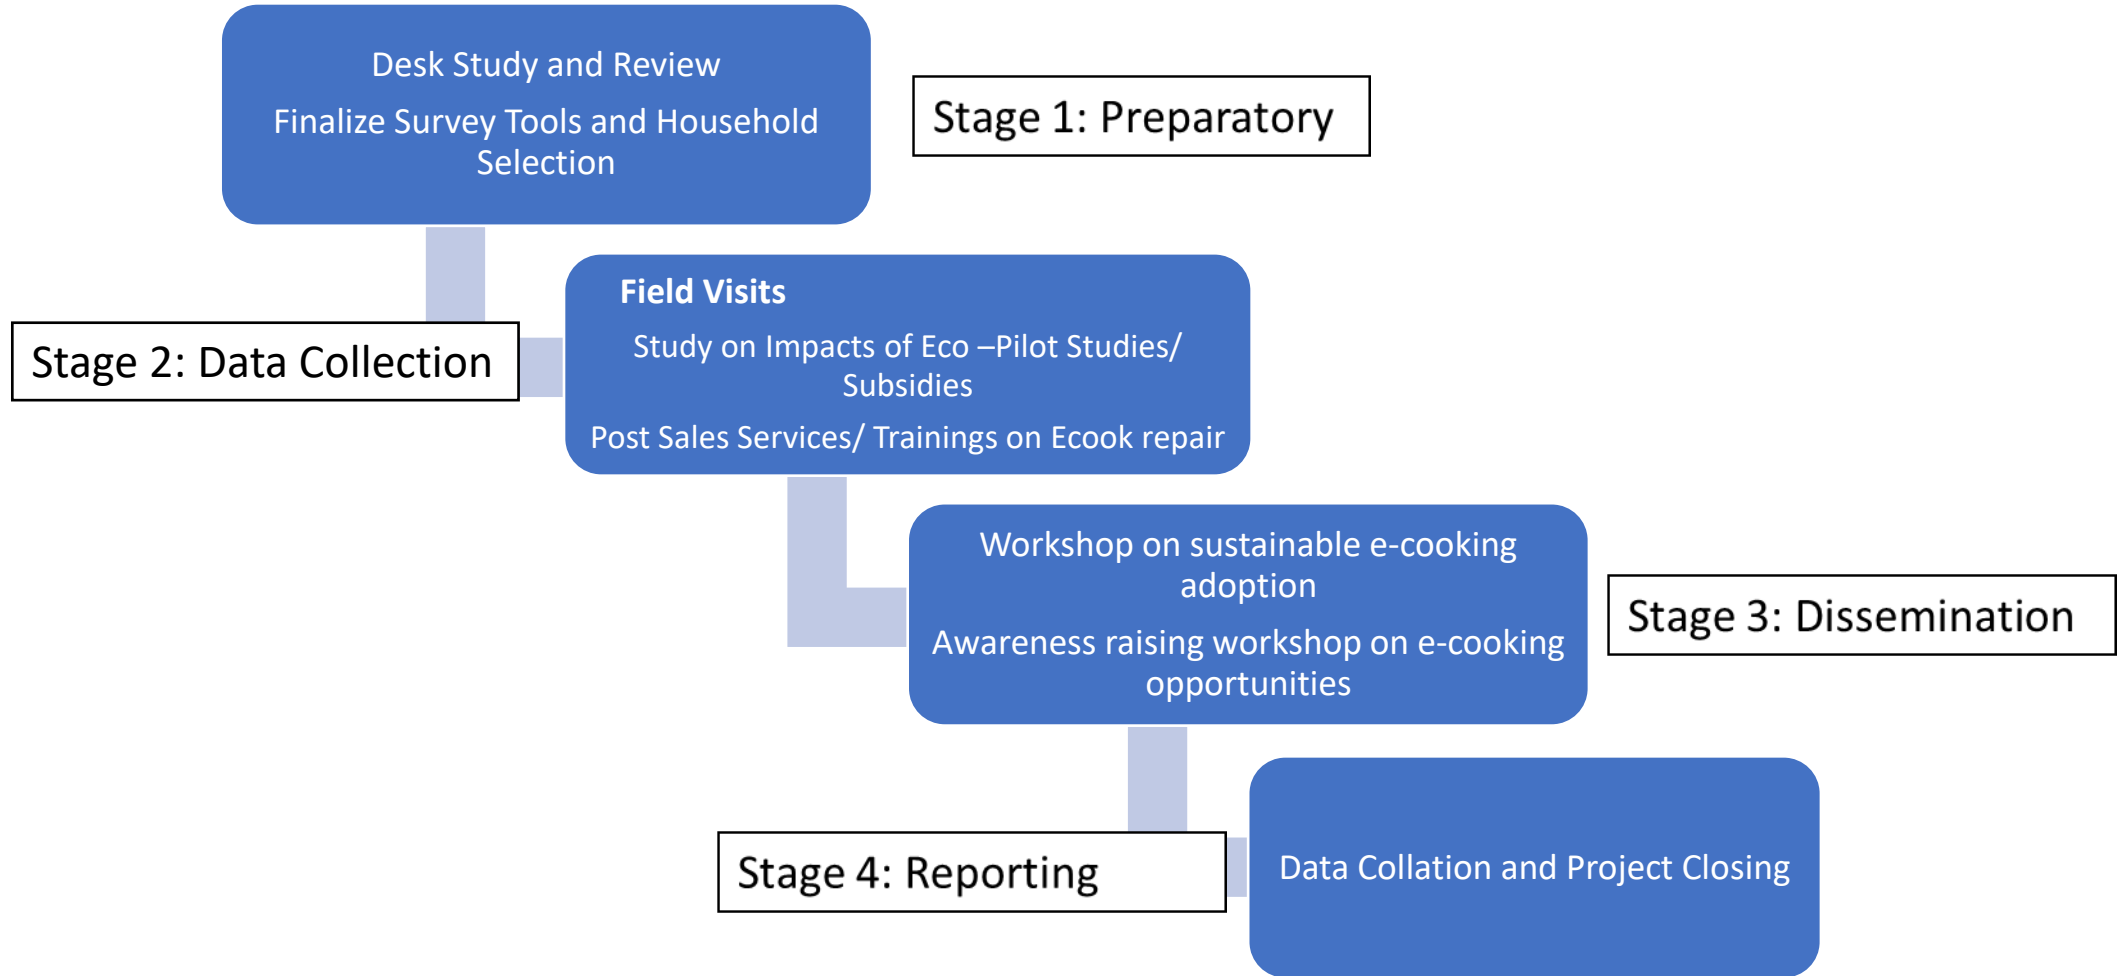 Desk Study and Review
Finalize Survey Tools and Household
Selection
Stage 1: Preparatory
Stage 2: Data Collection
Field Visits
Study on Impacts of Eco –Pilot Studies/
Subsidies
Post Sales Services/ Trainings on Ecook repair
Workshop on sustainable e-cooking
adoption
Awareness raising workshop on e-cooking
opportunities
Stage 3: Dissemination
Stage 4: Reporting
Data Collation and Project Closing